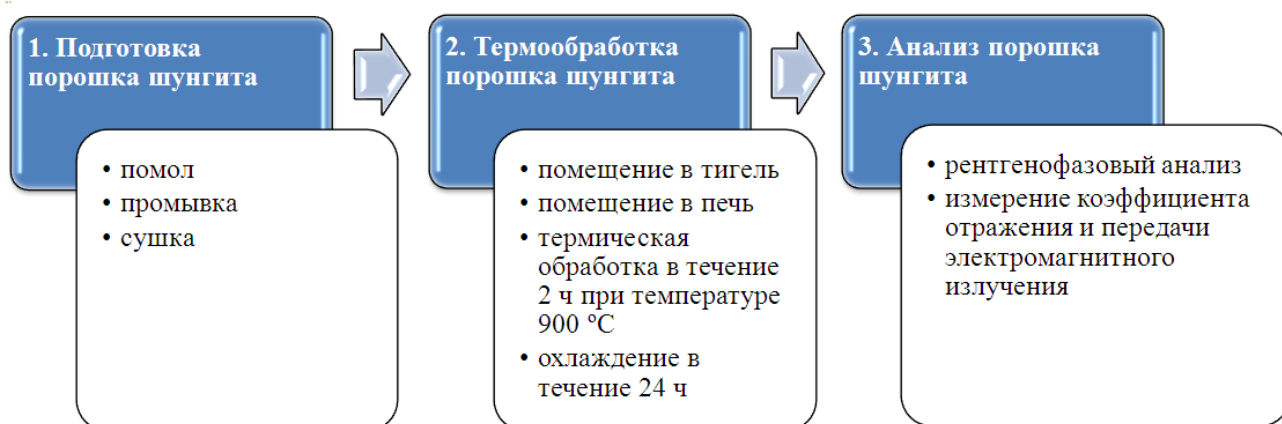 1. Подготовка
порошка шунгита
• помол
• промывка
• сушка
2. Термообработка
порошка шунгита
• помещение в тигель
• помещение в печь
• термическая
обработка в течение
2 ч при температуре
900 °С
• охлаждение в
течение 24 ч
3. Анализ порошка
шунгита
• рентгенофазовый анализ
• измерение коэффициента
отражения и передачи
электромагнитного
излучения